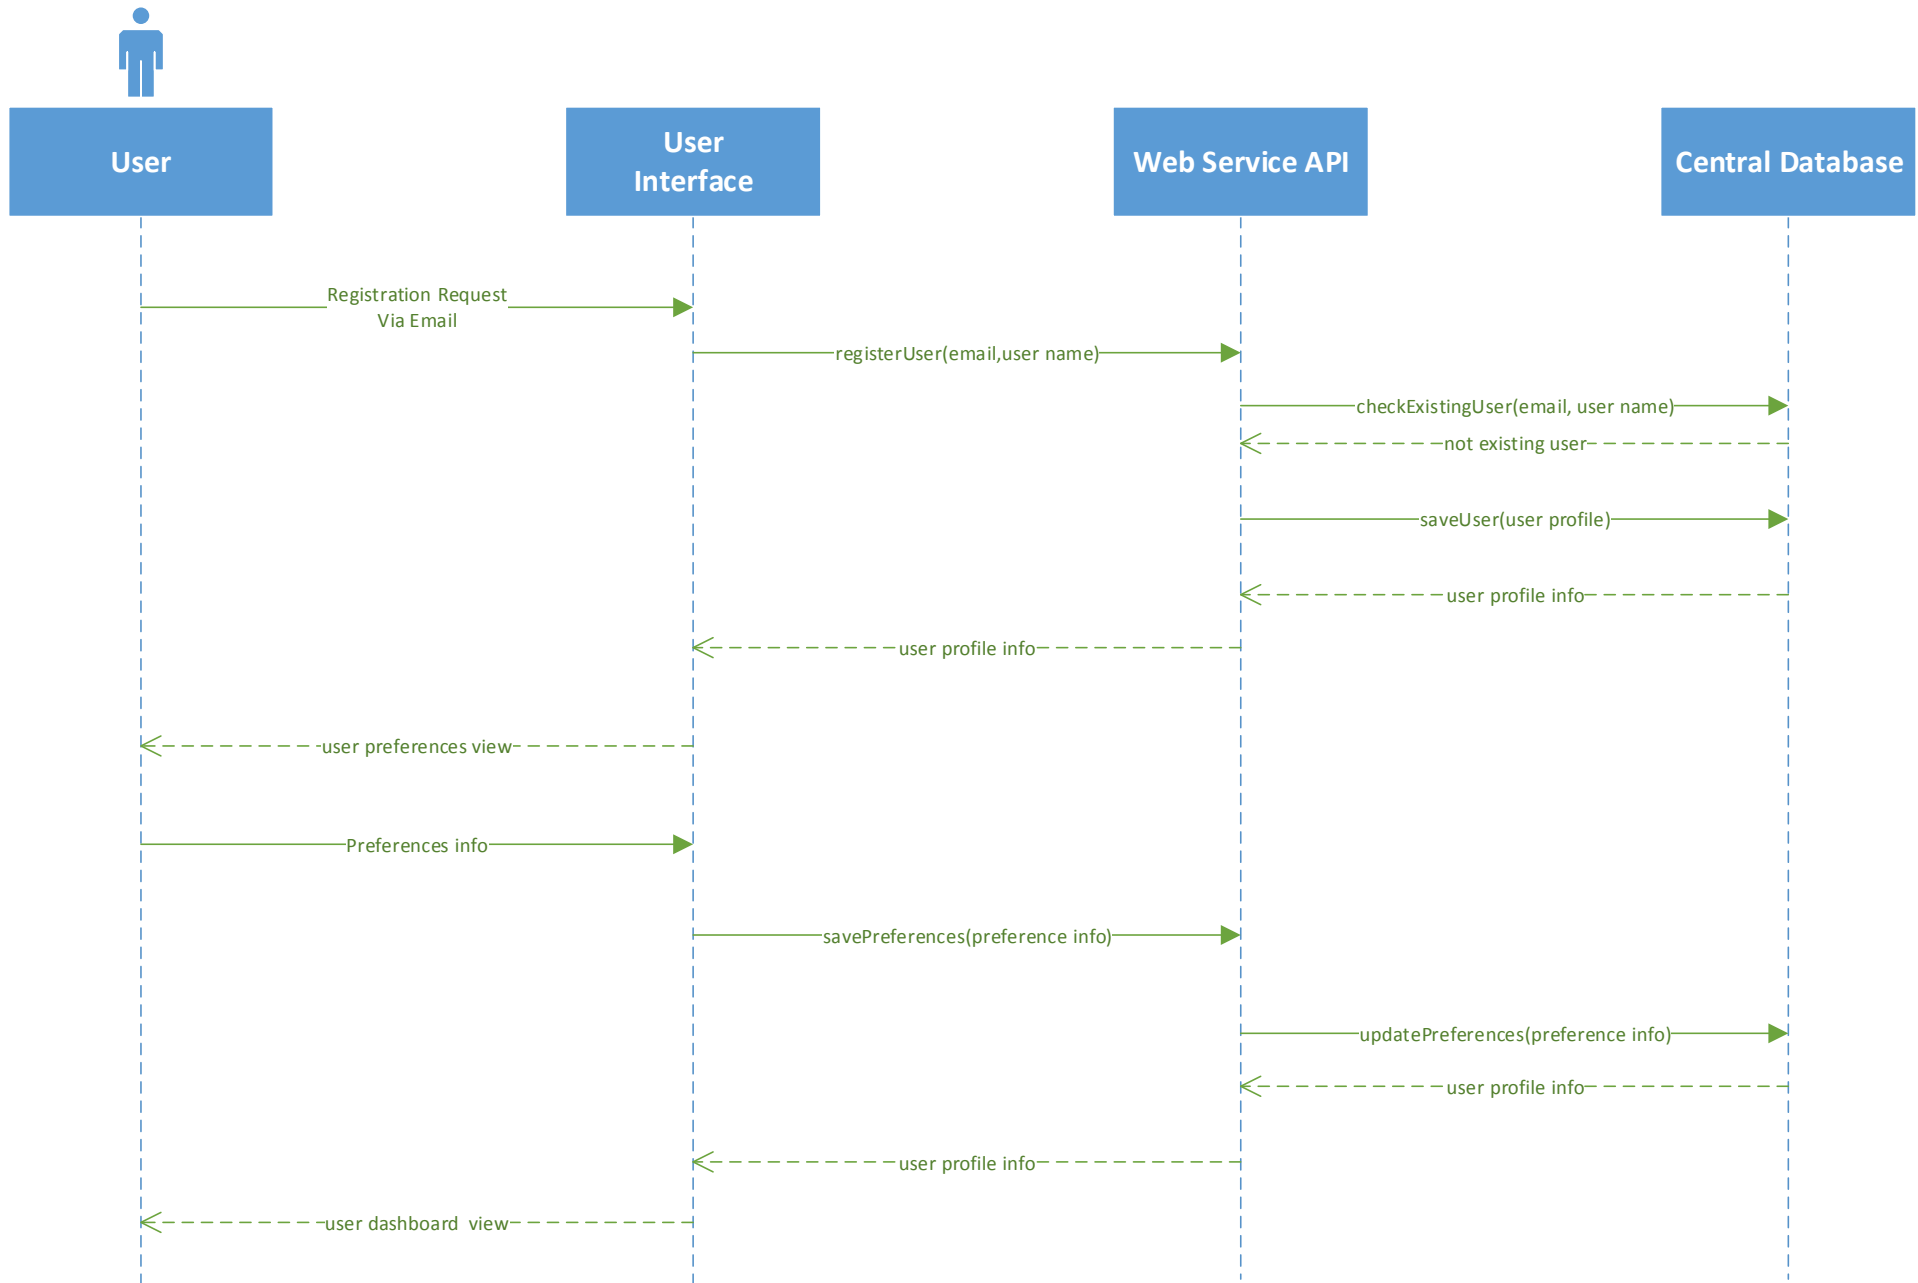 User
User
Interface
Web Service API
Central Database
Registration Request
Via Email
registerUser(email,user name)
checkExistingUser(email, user name)
not existing user
saveUser(user profile)
user profile info
user profile info
user preferences view
Preferences info
savePreferences(preference info)
updatePreferences(preference info)
user profile info
user profile info
user dashboard  view